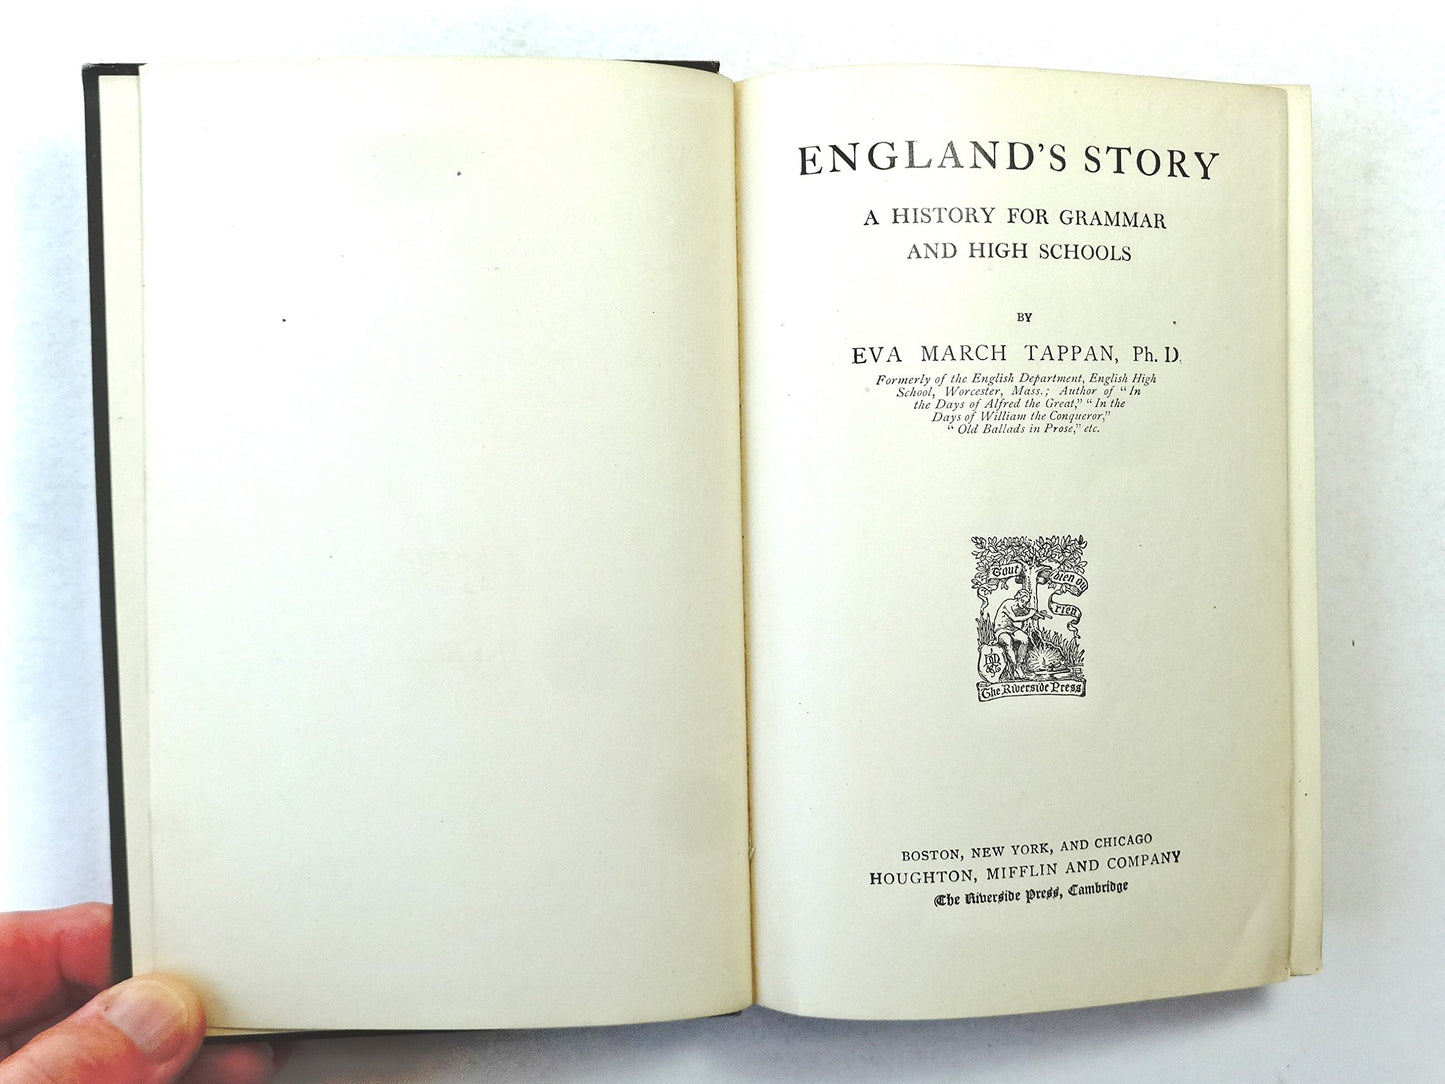 ENGLAND'S STORY
A HISTORY FOR GRAMMAR
AND HIGH SCHOOLS
BY
EVA MARCH TAPPAN, Ph. D.
Formerly of the English Department, English High
School, Worcester, Mass.; Author of "In
the Days of Alfred the Great," "In the
Days of William the Conqueror,"
"Old Ballads in Prose," etc.
Tout
bien ou
rien
The Riverside Press
BOSTON, NEW YORK, AND CHICAGO
HOUGHTON, MIFFLIN AND COMPANY
The Riverside Press, Cambridge